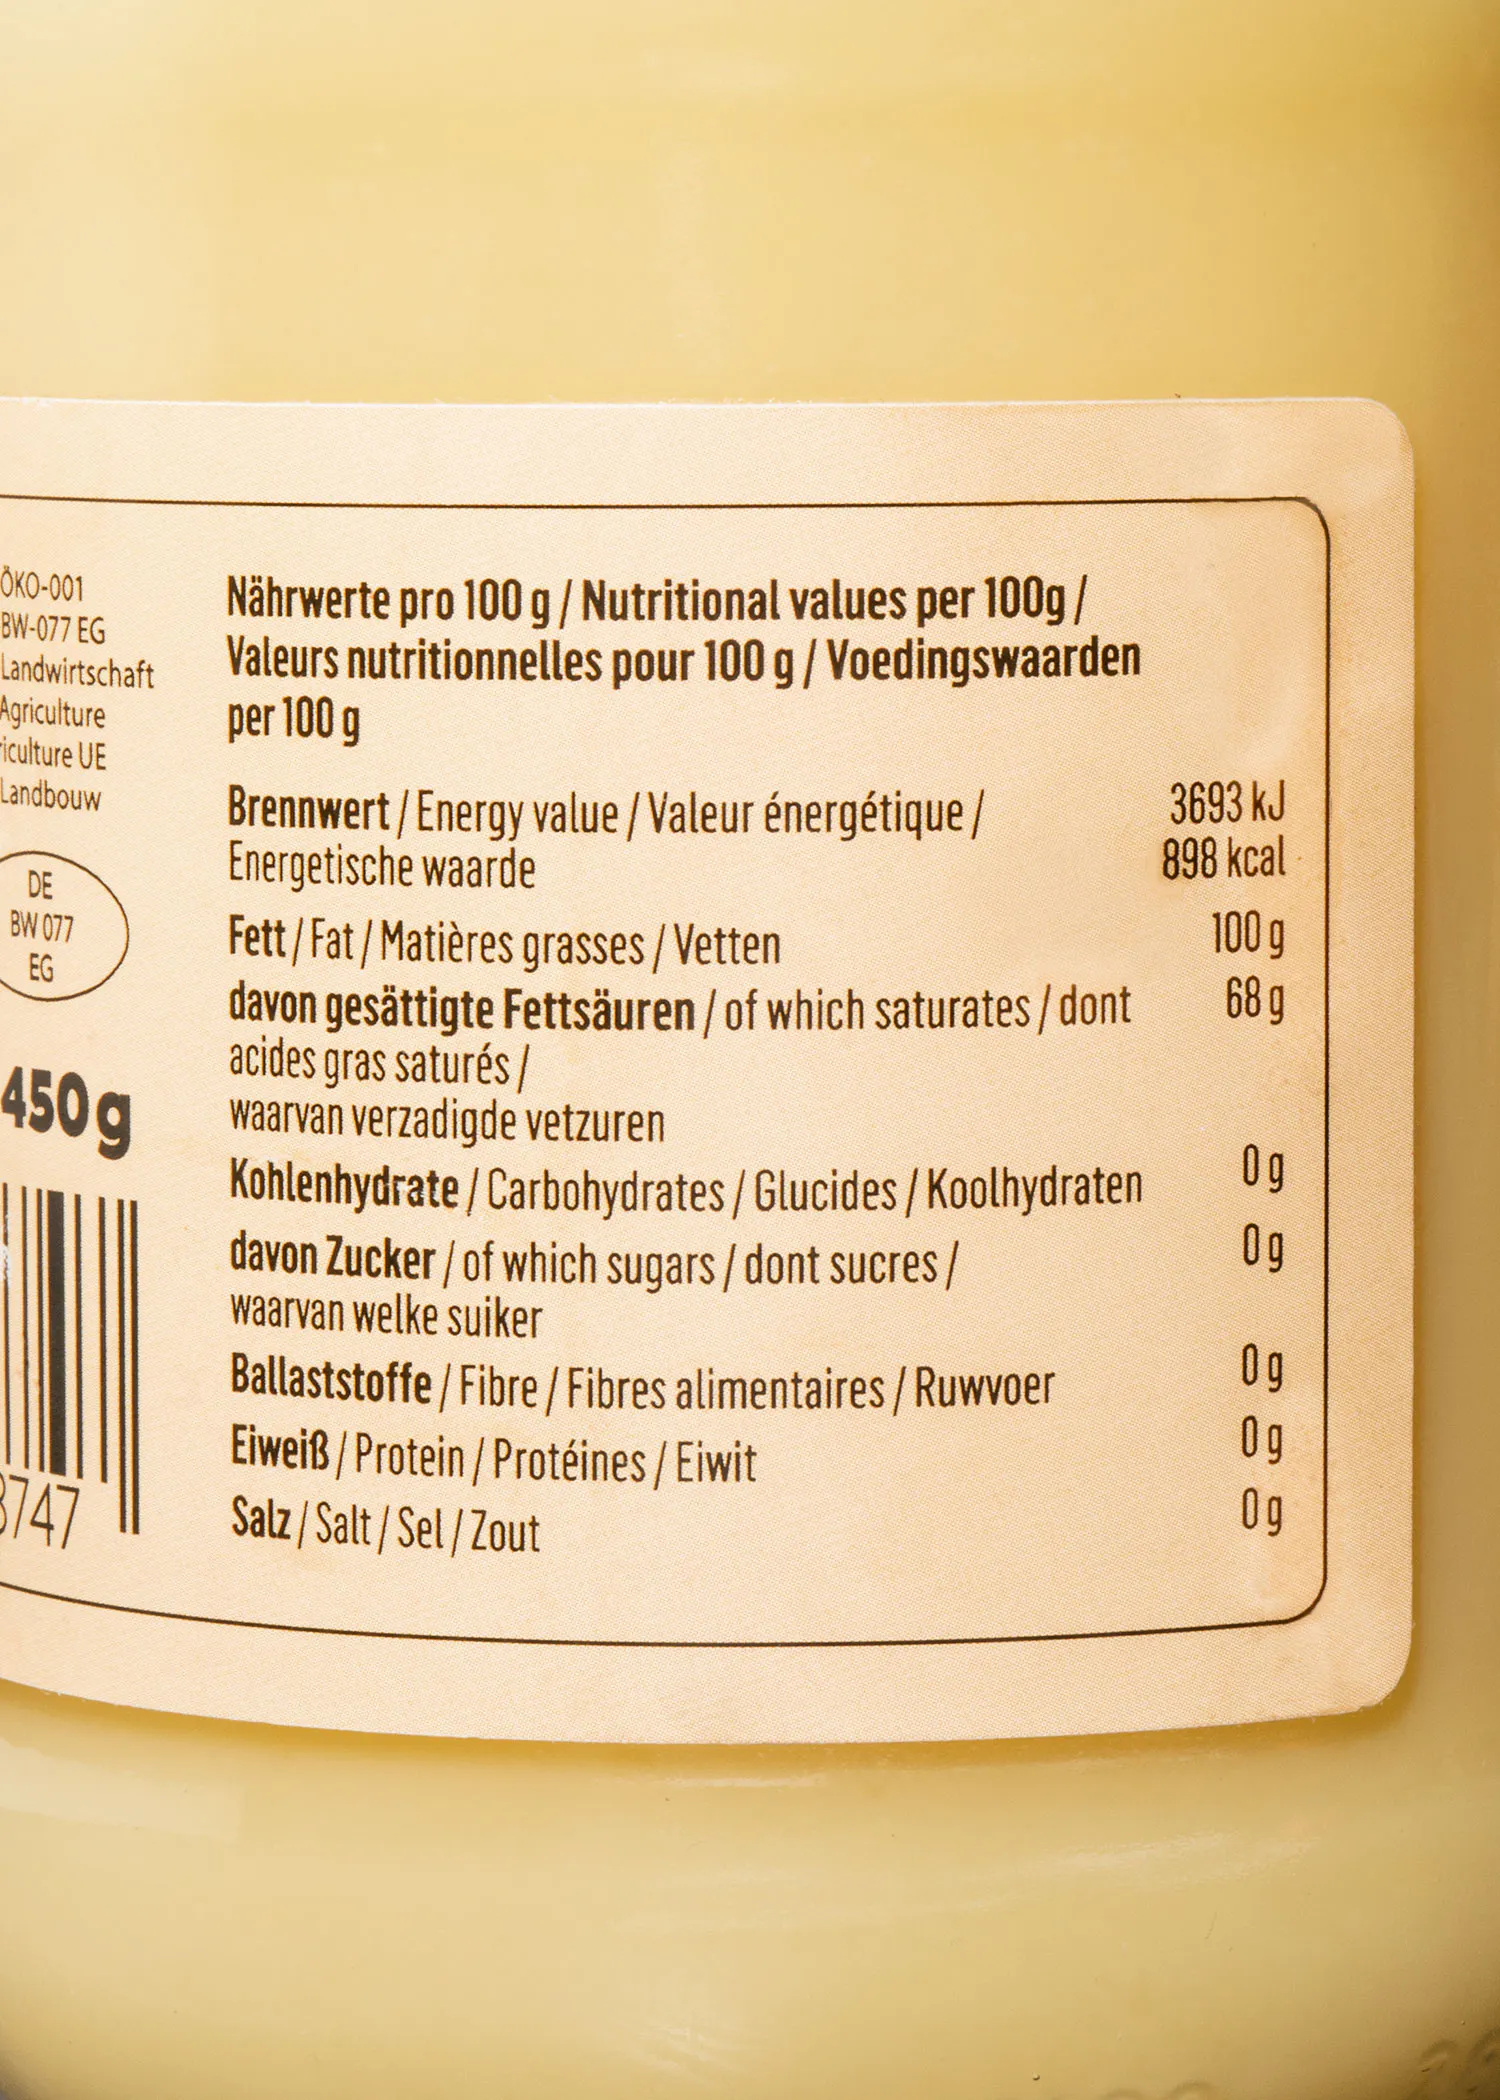 ÖKO-001
BW-077 EG
Landwirtschaft
Agriculture
riculture UE
Landbouw
DE
BW 077
EG
450 g
3747
Nährwerte pro 100 g / Nutritional values per 100g /
Valeurs nutritionnelles pour 100 g / Voedingswaarden
per 100 g
Brennwert / Energy value / Valeur énergétique / 3693 kJ
Energetische waarde 898 kcal
Fett / Fat / Matières grasses / Vetten 100 g
davon gesättigte Fettsäuren / of which saturates / dont 68 g
acides gras saturés /
waarvan verzadigde vetzuren
Kohlenhydrate / Carbohydrates / Glucides / Koolhydraten 0 g
davon Zucker / of which sugars / dont sucres / 0 g
waarvan welke suiker
Ballaststoffe / Fibre / Fibres alimentaires / Ruwvoer 0 g
Eiweiß / Protein / Protéines / Eiwit 0 g
Salz / Salt / Sel / Zout 0 g